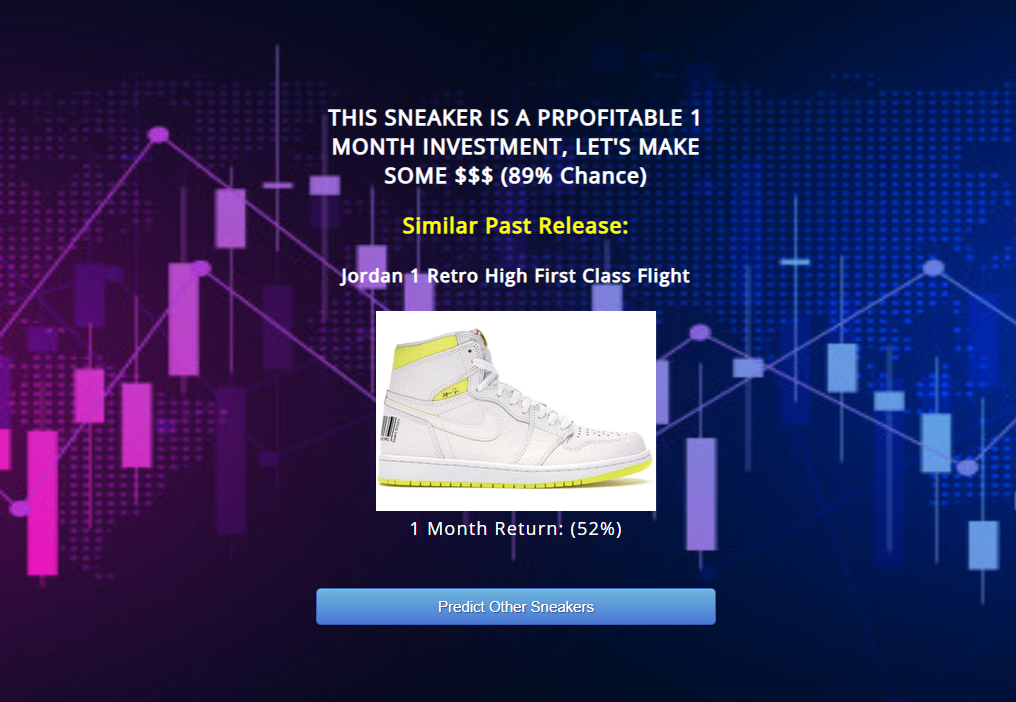 THIS SNEAKER IS A PRPOFITABLE 1
MONTH INVESTMENT, LET'S MAKE
SOME $$$ (89% Chance)
Similar Past Release:
Jordan 1 Retro High First Class Flight
1 Month Return: (52%)
Predict Other Sneakers